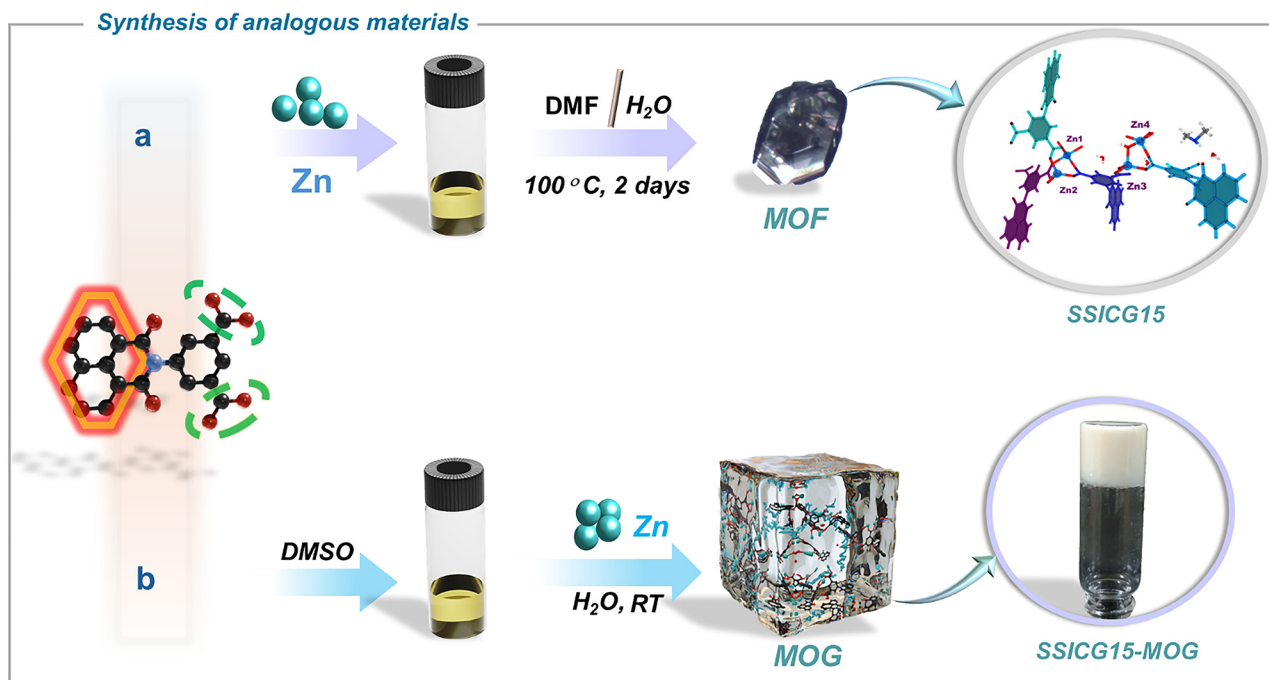 Synthesis of analogous materials
a
Zn
DMF H₂O
100 °C, 2 days
MOF
Zn1
Zn2
Zn4
Zn3
SSICG15
b
DMSO
Zn
H₂O, RT
MOG
SSICG15-MOG